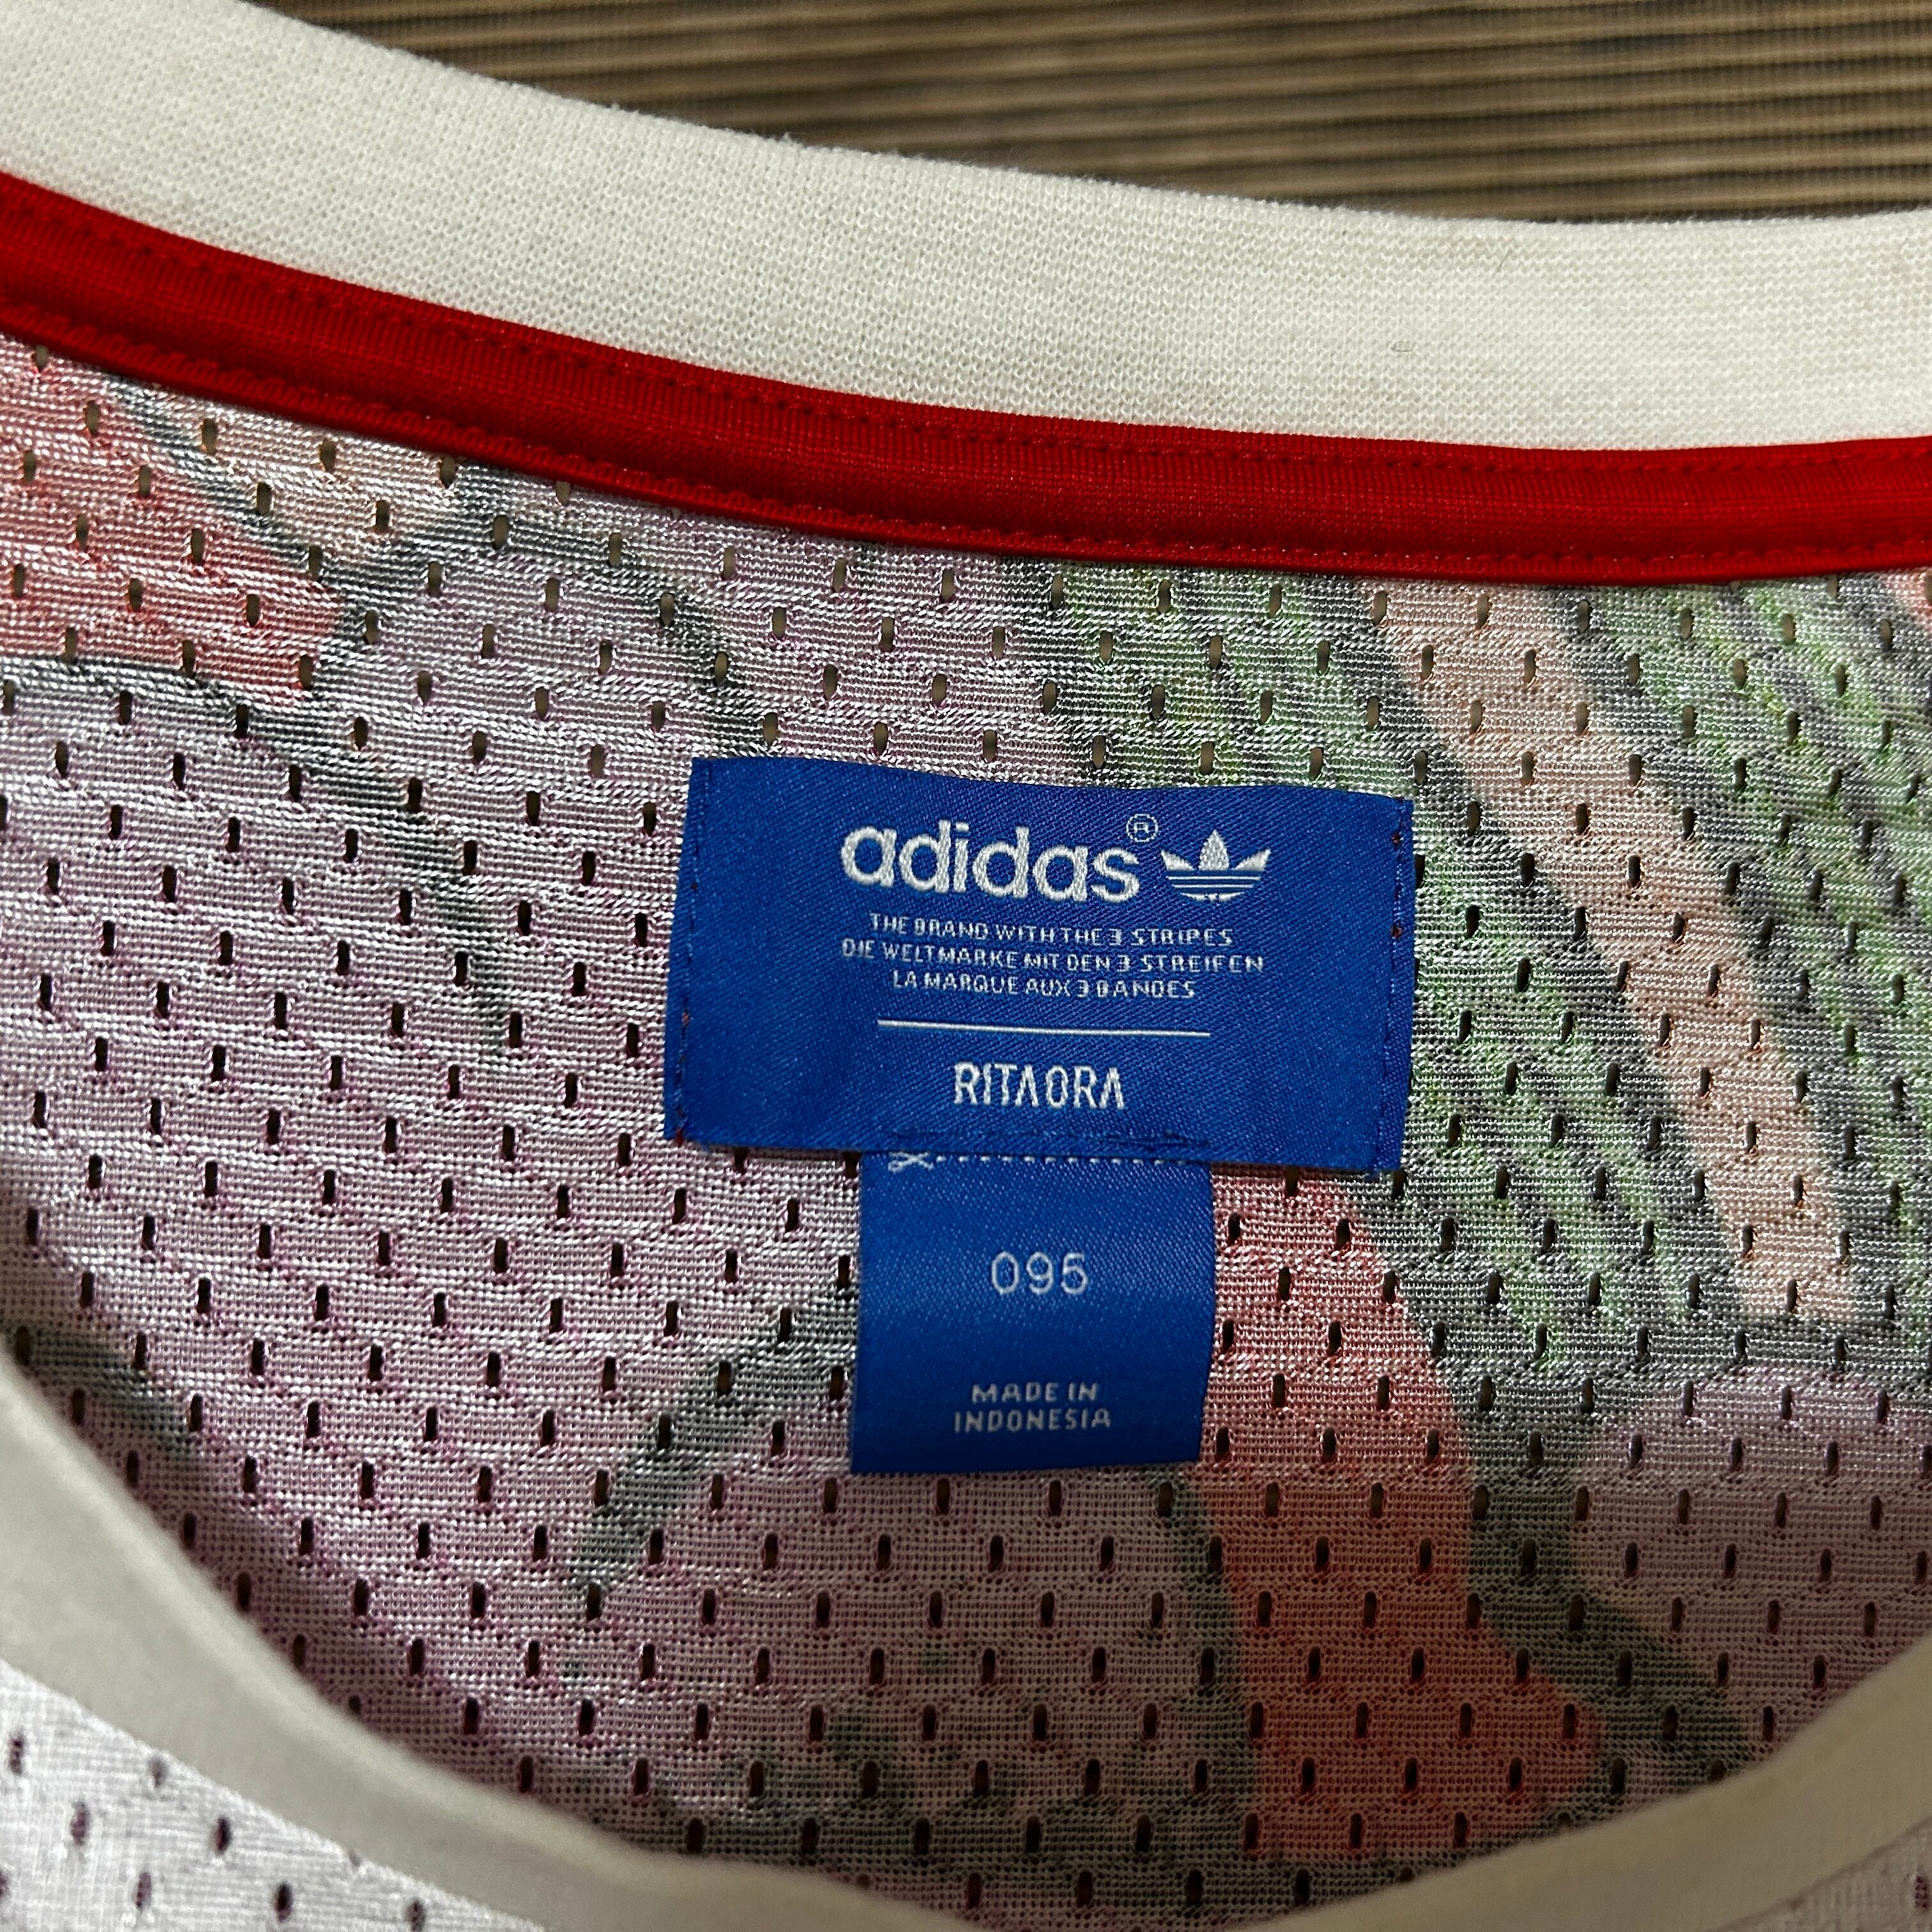 adidas®
THE BRAND WITH THE 3 STRIPES
DIE WELTMARKE MIT DEN 3 STREIFEN
LA MARQUE AUX 3 BANDES
RITA ORA
095
MADE IN
INDONESIA